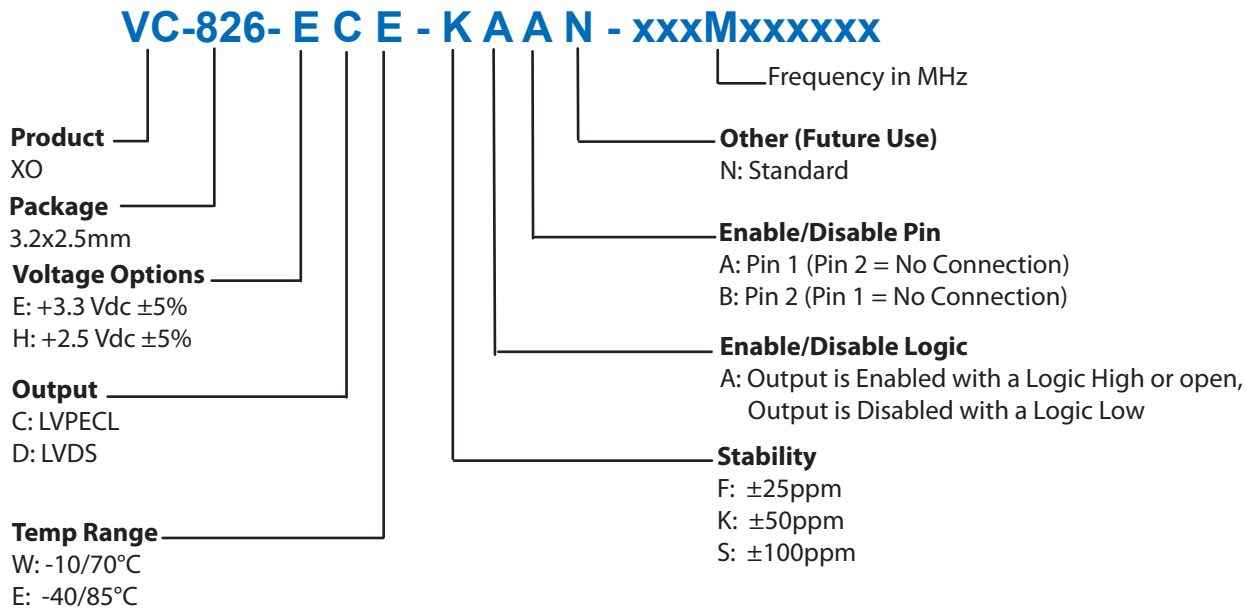 VC-826- E C E - K A A N - xxxMxxxxxx
Frequency in MHz
Product
XO
Package
3.2x2.5mm
Voltage Options
E: +3.3 Vdc ±5%
H: +2.5 Vdc ±5%
Output
C: LVPECL
D: LVDS
Temp Range
W: -10/70°C
E: -40/85°C
Other (Future Use)
N: Standard
Enable/Disable Pin
A: Pin 1 (Pin 2 = No Connection)
B: Pin 2 (Pin 1 = No Connection)
Enable/Disable Logic
A: Output is Enabled with a Logic High or open,
Output is Disabled with a Logic Low
Stability
F: ±25ppm
K: ±50ppm
S: ±100ppm